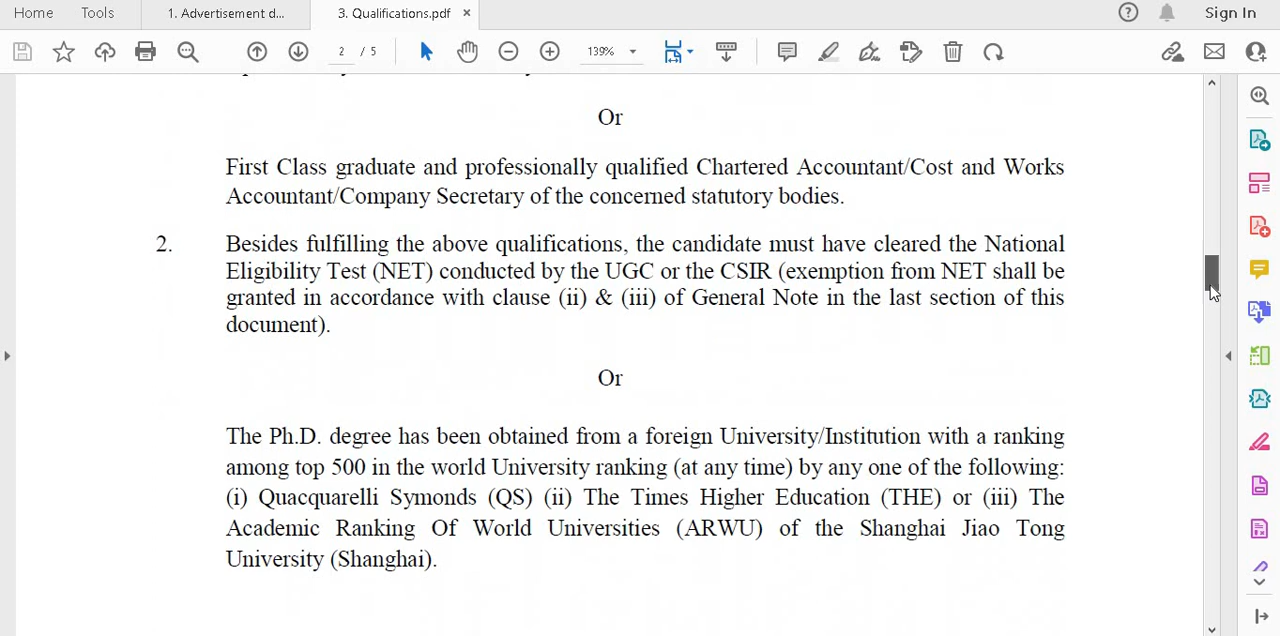 Home Tools 1. Advertisement d... 3. Qualifications.pdf × Sign In
2 / 5 139%
Or
First Class graduate and professionally qualified Chartered Accountant/Cost and Works
Accountant/Company Secretary of the concerned statutory bodies.
2. Besides fulfilling the above qualifications, the candidate must have cleared the National
Eligibility Test (NET) conducted by the UGC or the CSIR (exemption from NET shall be
granted in accordance with clause (ii) & (iii) of General Note in the last section of this
document).
Or
The Ph.D. degree has been obtained from a foreign University/Institution with a ranking
among top 500 in the world University ranking (at any time) by any one of the following:
(i) Quacquarelli Symonds (QS) (ii) The Times Higher Education (THE) or (iii) The
Academic Ranking Of World Universities (ARWU) of the Shanghai Jiao Tong
University (Shanghai).